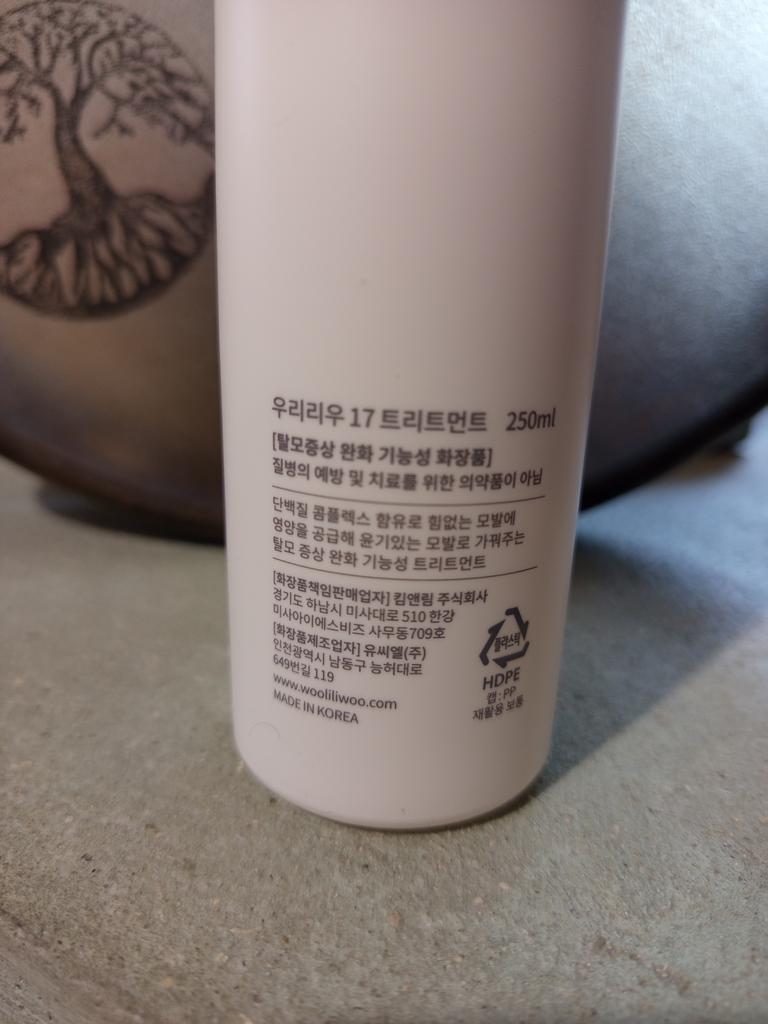 우리리우 17 트리트먼트 250ml
[탈모증상 완화 기능성 화장품]
질병의 예방 및 치료를 위한 의약품이 아님
단백질 콤플렉스 함유로 힘없는 모발에
영양을 공급해 윤기있는 모발로 가꿔주는
탈모 증상 완화 기능성 트리트먼트
[화장품책임판매업자] 킴앤림 주식회사
경기도 하남시 미사대로 510 한강
미사아이에스비즈 사무동709호
[화장품제조업자] 유씨엘(주)
인천광역시 남동구 능허대로
649번길 119
www.wooliliwoo.com
MADE IN KOREA
플라스틱
HDPE
캡 : PP
재활용 보통